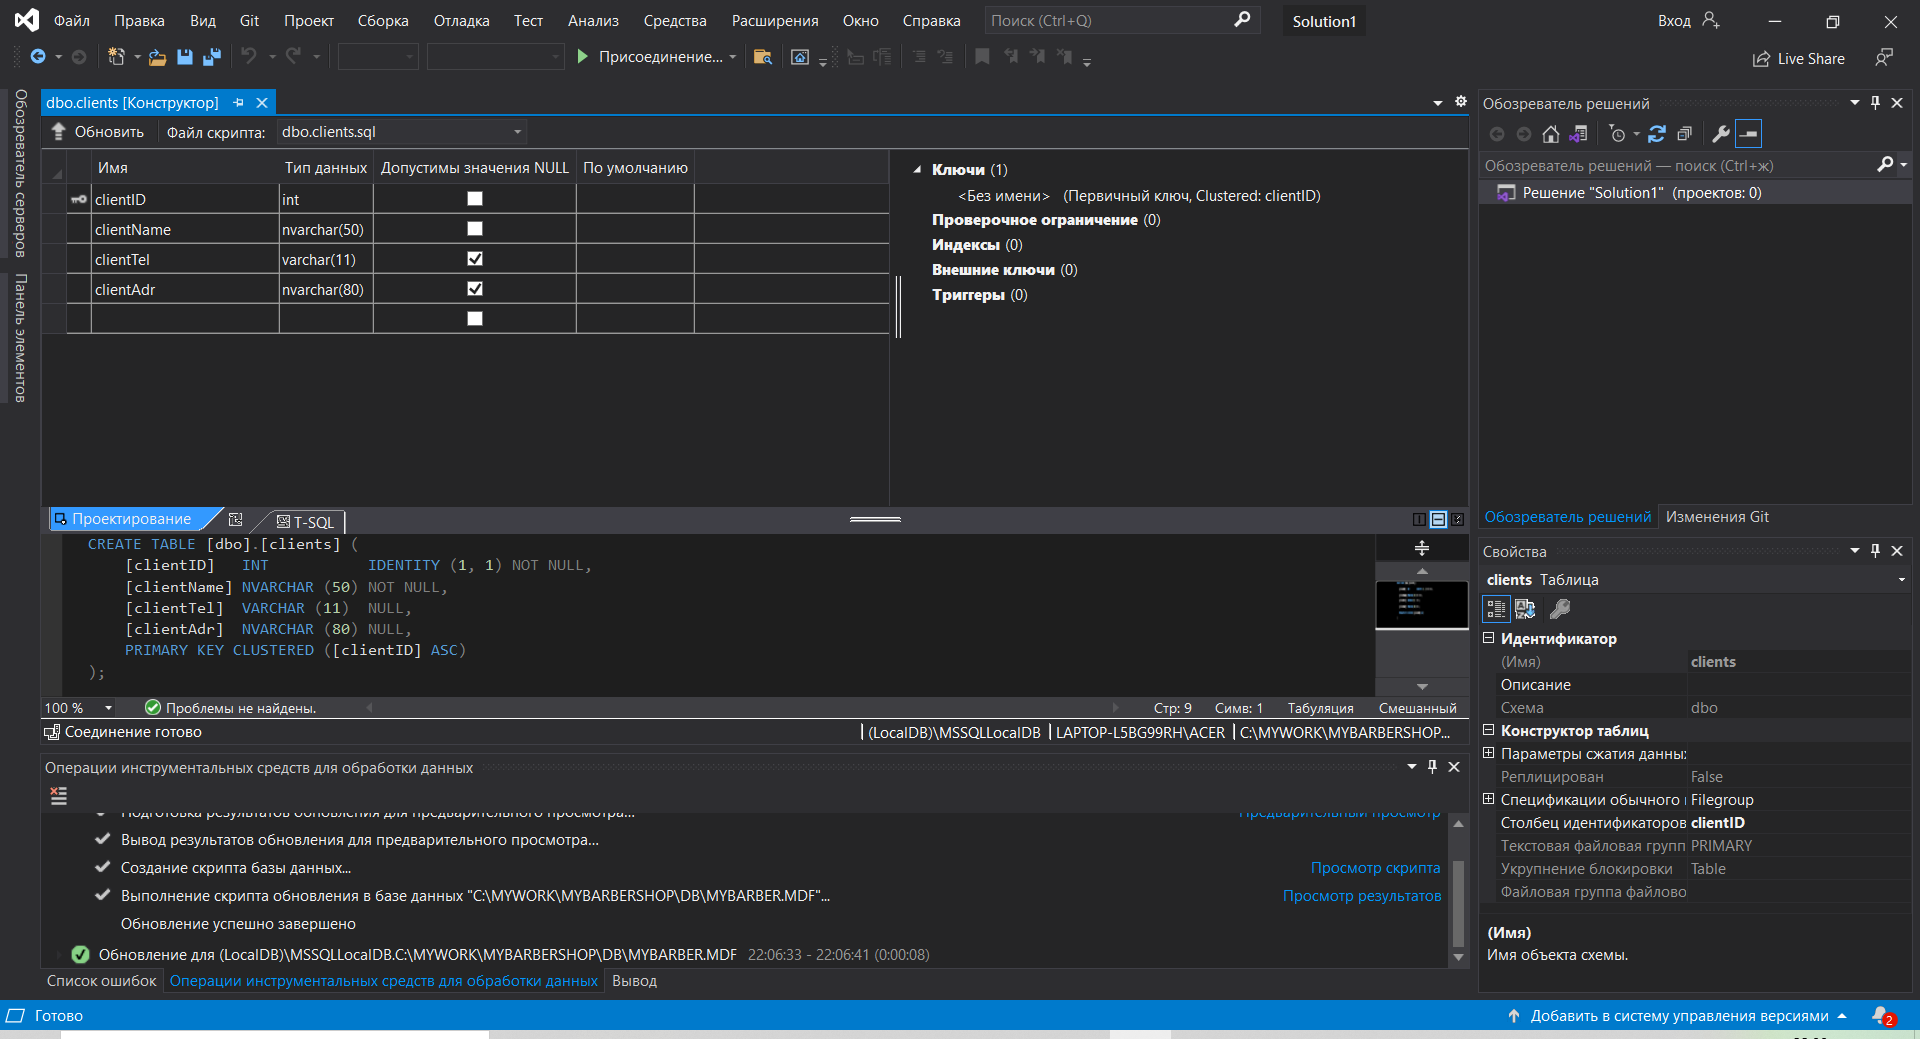 Файл Правка Вид Git Проект Сборка Отладка Тест Анализ Средства Расширения Окно Справка Поиск (Ctrl+Q) Solution1 Вход
Присоединение... Live Share
Обозреватель серверов
Панель элементов
dbo.clients [Конструктор]
Обновить Файл скрипта: dbo.clients.sql
Имя Тип данных Допустимы значения NULL По умолчанию
clientID int
clientName nvarchar(50)
clientTel varchar(11)
clientAdr nvarchar(80)
Ключи (1)
<Без имени> (Первичный ключ, Clustered: clientID)
Проверочное ограничение (0)
Индексы (0)
Внешние ключи (0)
Триггеры (0)
Проектирование T-SQL
CREATE TABLE [dbo].[clients] (
[clientID] INT IDENTITY (1, 1) NOT NULL,
[clientName] NVARCHAR (50) NOT NULL,
[clientTel] VARCHAR (11) NULL,
[clientAdr] NVARCHAR (80) NULL,
PRIMARY KEY CLUSTERED ([clientID] ASC)
);
100 % Проблемы не найдены. Стр: 9 Симв: 1 Табуляция Смешанный
Соединение готово (LocalDB)\MSSQLLocalDB LAPTOP-L5BG99RH\ACER C:\MYWORK\MYBARBERSHOP...
Операции инструментальных средств для обработки данных
Подготовка результатов обновления для предварительного просмотра... Предварительный просмотр
Вывод результатов обновления для предварительного просмотра...
Создание скрипта базы данных... Просмотр скрипта
Выполнение скрипта обновления в базе данных "C:\MYWORK\MYBARBERSHOP\DB\MYBARBER.MDF"... Просмотр результатов
Обновление успешно завершено
Обновление для (LocalDB)\MSSQLLocalDB.C:\MYWORK\MYBARBERSHOP\DB\MYBARBER.MDF 22:06:33 - 22:06:41 (0:00:08)
Список ошибок Операции инструментальных средств для обработки данных Вывод
Обозреватель решений
Обозреватель решений — поиск (Ctrl+ж)
Решение "Solution1" (проектов: 0)
Обозреватель решений Изменения Git
Свойства
clients Таблица
Идентификатор
(Имя) clients
Описание
Схема dbo
Конструктор таблиц
Параметры сжатия данны
Реплицирован False
Спецификации обычного Filegroup
Столбец идентификаторов clientID
Текстовая файловая групп PRIMARY
Укрупнение блокировки Table
Файловая группа файлово
(Имя)
Имя объекта схемы.
Готово Добавить в систему управления версиями 2